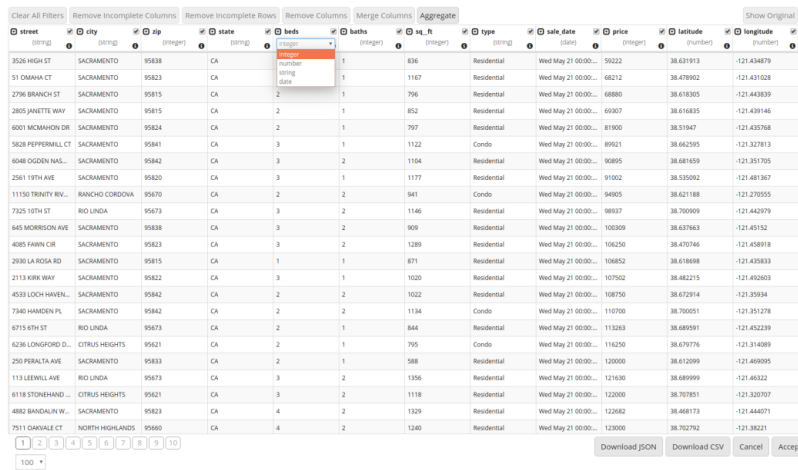 Clear All Filters Remove Incomplete Columns Remove Incomplete Rows Remove Columns Merge Columns Aggregate Show Original
street city zip state beds baths sq__ft type sale_date price latitude longitude
(string) (string) (integer) (string) integer (integer) (integer) (string) (date) (integer) (number) (number)
integer
number
string
date
3526 HIGH ST SACRAMENTO 95838 CA 1 836 Residential Wed May 21 00:00:... 59222 38.631913 -121.434879
51 OMAHA CT SACRAMENTO 95823 CA 1 1167 Residential Wed May 21 00:00:... 68212 38.478902 -121.431028
2796 BRANCH ST SACRAMENTO 95815 CA 2 1 796 Residential Wed May 21 00:00:... 68880 38.618305 -121.443839
2805 JANETTE WAY SACRAMENTO 95815 CA 2 1 852 Residential Wed May 21 00:00:... 69307 38.616835 -121.439146
6001 MCMAHON DR SACRAMENTO 95824 CA 2 1 797 Residential Wed May 21 00:00:... 81900 38.51947 -121.435768
5828 PEPPERMILL CT SACRAMENTO 95841 CA 3 1 1122 Condo Wed May 21 00:00:... 89921 38.662595 -121.327813
6048 OGDEN NAS... SACRAMENTO 95842 CA 3 2 1104 Residential Wed May 21 00:00:... 90895 38.681659 -121.351705
2561 19TH AVE SACRAMENTO 95820 CA 3 1 1177 Residential Wed May 21 00:00:... 91002 38.535092 -121.481367
11150 TRINITY RIV... RANCHO CORDOVA 95670 CA 2 2 941 Condo Wed May 21 00:00:... 94905 38.621188 -121.270555
7325 10TH ST RIO LINDA 95673 CA 3 2 1146 Residential Wed May 21 00:00:... 98937 38.700909 -121.442979
645 MORRISON AVE SACRAMENTO 95838 CA 3 2 909 Residential Wed May 21 00:00:... 100309 38.637663 -121.45152
4085 FAWN CIR SACRAMENTO 95823 CA 3 2 1289 Residential Wed May 21 00:00:... 106250 38.470746 -121.458918
2930 LA ROSA RD SACRAMENTO 95815 CA 1 1 871 Residential Wed May 21 00:00:... 106852 38.618698 -121.435833
2113 KIRK WAY SACRAMENTO 95822 CA 3 1 1020 Residential Wed May 21 00:00:... 107502 38.482215 -121.492603
4533 LOCH HAVEN... SACRAMENTO 95842 CA 2 2 1022 Residential Wed May 21 00:00:... 108750 38.672914 -121.35934
7340 HAMDEN PL SACRAMENTO 95842 CA 2 2 1134 Condo Wed May 21 00:00:... 110700 38.700051 -121.351278
6715 6TH ST RIO LINDA 95673 CA 2 1 844 Residential Wed May 21 00:00:... 113263 38.689591 -121.452239
6236 LONGFORD D... CITRUS HEIGHTS 95621 CA 2 1 795 Condo Wed May 21 00:00:... 116250 38.679776 -121.314089
250 PERALTA AVE SACRAMENTO 95833 CA 2 1 588 Residential Wed May 21 00:00:... 120000 38.612099 -121.469095
113 LEEWILL AVE RIO LINDA 95673 CA 3 2 1356 Residential Wed May 21 00:00:... 121630 38.689999 -121.46322
6118 STONEHAND ... CITRUS HEIGHTS 95621 CA 3 2 1118 Residential Wed May 21 00:00:... 122000 38.707851 -121.320707
4882 BANDALIN W... SACRAMENTO 95823 CA 4 2 1329 Residential Wed May 21 00:00:... 122682 38.468173 -121.444071
7511 OAKVALE CT NORTH HIGHLANDS 95660 CA 4 2 1240 Residential Wed May 21 00:00:... 123000 38.702792 -121.38221
1 2 3 4 5 6 7 8 9 10 Download JSON Download CSV Cancel Accep
100